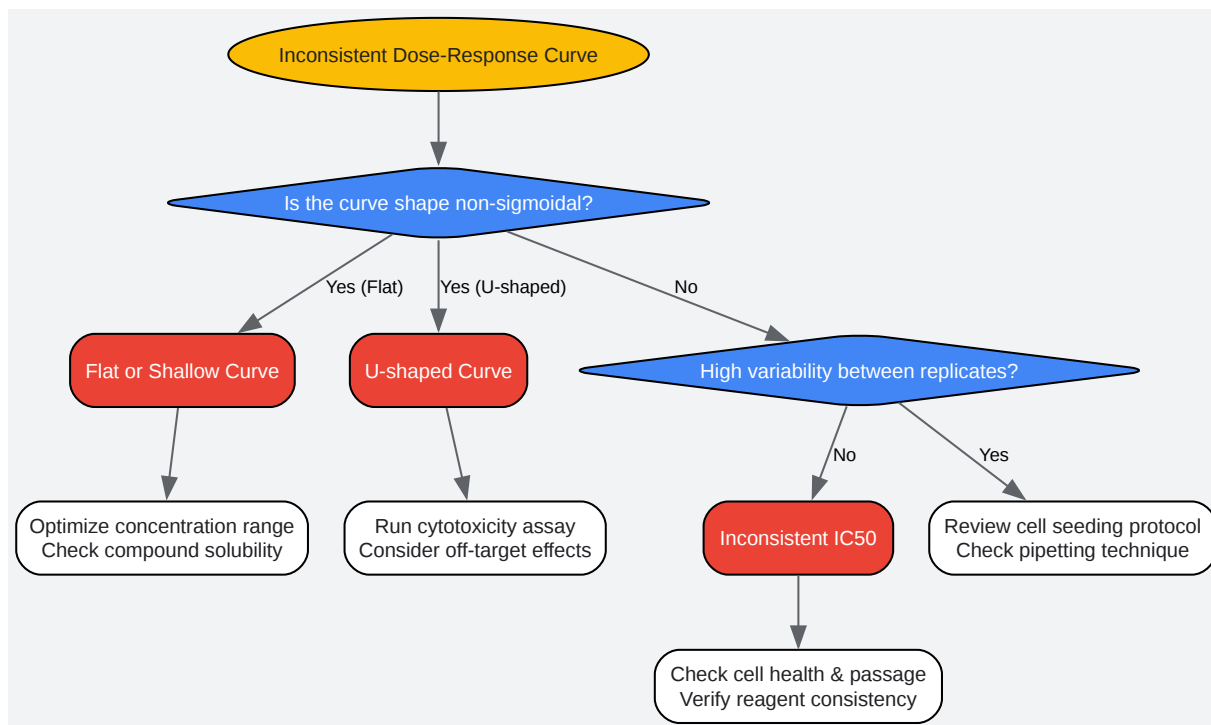 Inconsistent Dose-Response Curve
Is the curve shape non-sigmoidal?
Yes (Flat)
Yes (U-shaped)
No
Flat or Shallow Curve
U-shaped Curve
High variability between replicates?
No
Yes
Optimize concentration range
Check compound solubility
Run cytotoxicity assay
Consider off-target effects
Inconsistent IC50
Review cell seeding protocol
Check pipetting technique
Check cell health & passage
Verify reagent consistency